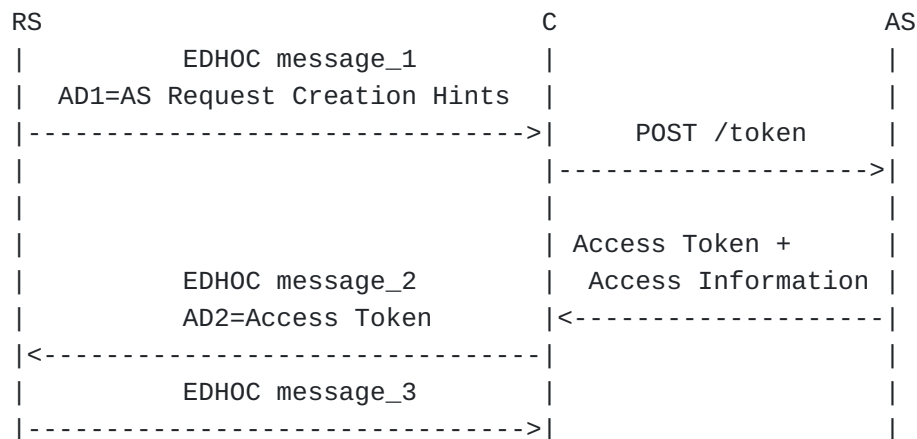 RS C AS
| EDHOC message_1 | |
| AD1=AS Request Creation Hints | |
|-------------------------------->| POST /token |
| |-------------------->|
| | |
| | Access Token + |
| EDHOC message_2 | Access Information |
| AD2=Access Token |<--------------------|
|<--------------------------------| |
| EDHOC message_3 | |
|-------------------------------->| |